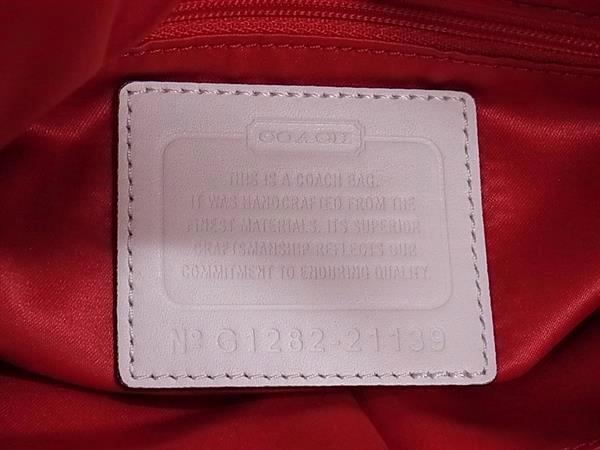 COACH
THIS IS A COACH BAG.
IT WAS HANDCRAFTED FROM THE
FINEST MATERIALS. ITS SUPERIOR
CRAFTSMANSHIP REFLECTS OUR
COMMITMENT TO ENDURING QUALITY.
Nº G1282-21139